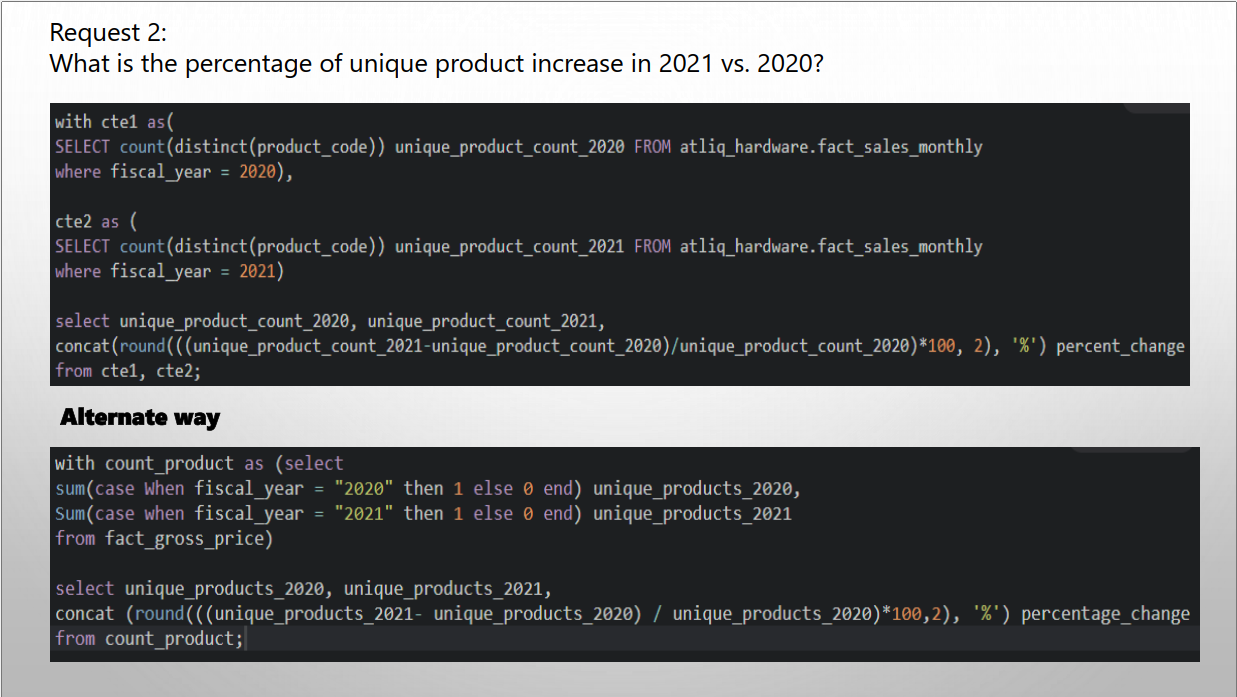 Request 2:
What is the percentage of unique product increase in 2021 vs. 2020?
with cte1 as(
SELECT count(distinct(product_code)) unique_product_count_2020 FROM atliq_hardware.fact_sales_monthly
where fiscal_year = 2020),
cte2 as (
SELECT count(distinct(product_code)) unique_product_count_2021 FROM atliq_hardware.fact_sales_monthly
where fiscal_year = 2021)
select unique_product_count_2020, unique_product_count_2021,
concat(round(((unique_product_count_2021-unique_product_count_2020)/unique_product_count_2020)*100, 2), '%') percent_change
from cte1, cte2;
Alternate way
with count_product as (select
sum(case When fiscal_year = "2020" then 1 else 0 end) unique_products_2020,
Sum(case when fiscal_year = "2021" then 1 else 0 end) unique_products_2021
from fact_gross_price)
select unique_products_2020, unique_products_2021,
concat (round(((unique_products_2021- unique_products_2020) / unique_products_2020)*100,2), '%') percentage_change
from count_product;